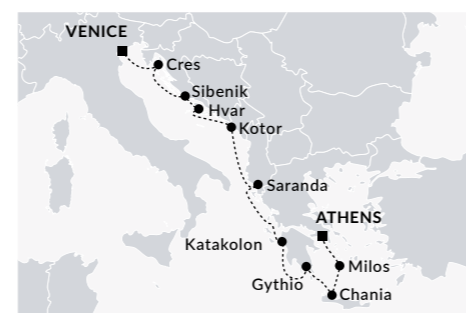 VENICE
Cres
Sibenik
Hvar
Kotor
Saranda
ATHENS
Katakolon
Milos
Gythio
Chania